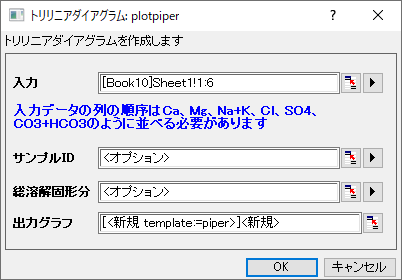 トリリニアダイアグラム: plotpiper
トリリニアダイアグラムを作成します
入力
[Book10]Sheet1!1:6
入力データの列の順序はCa、Mg、Na+K、Cl、SO4、
CO3+HCO3のように並べる必要があります
サンプルID
<オプション>
総溶解固形分
<オプション>
出力グラフ
[<新規 template:=piper>]<新規>
OK
キャンセル